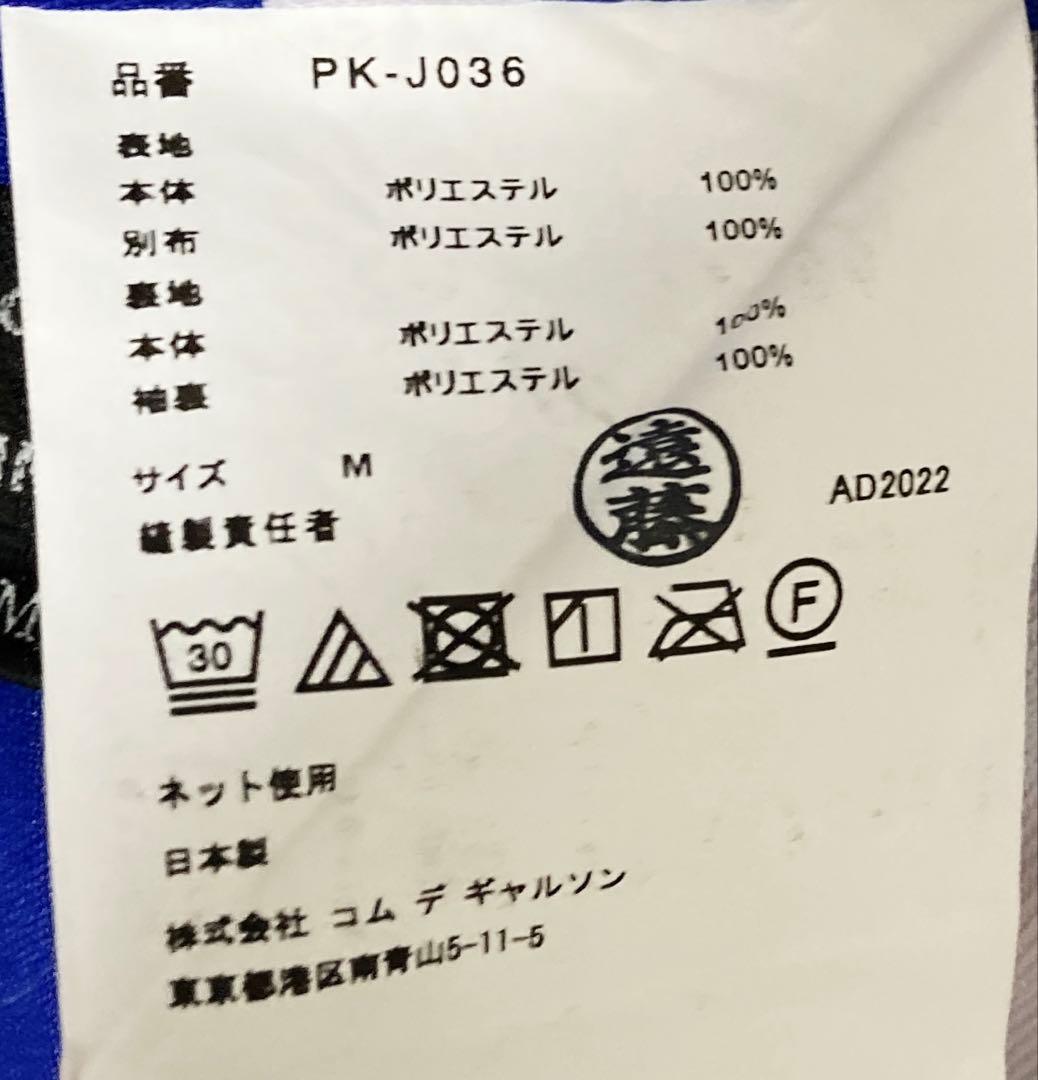 品番 PK-J036
表地
本体 ポリエステル 100%
別布 ポリエステル 100%
裏地
本体 ポリエステル 100%
袖裏 ポリエステル 100%
サイズ M
縫製責任者 遠藤 AD2022
30 F
ネット使用
日本製
株式会社 コム デ ギャルソン
東京都港区南青山5-11-5